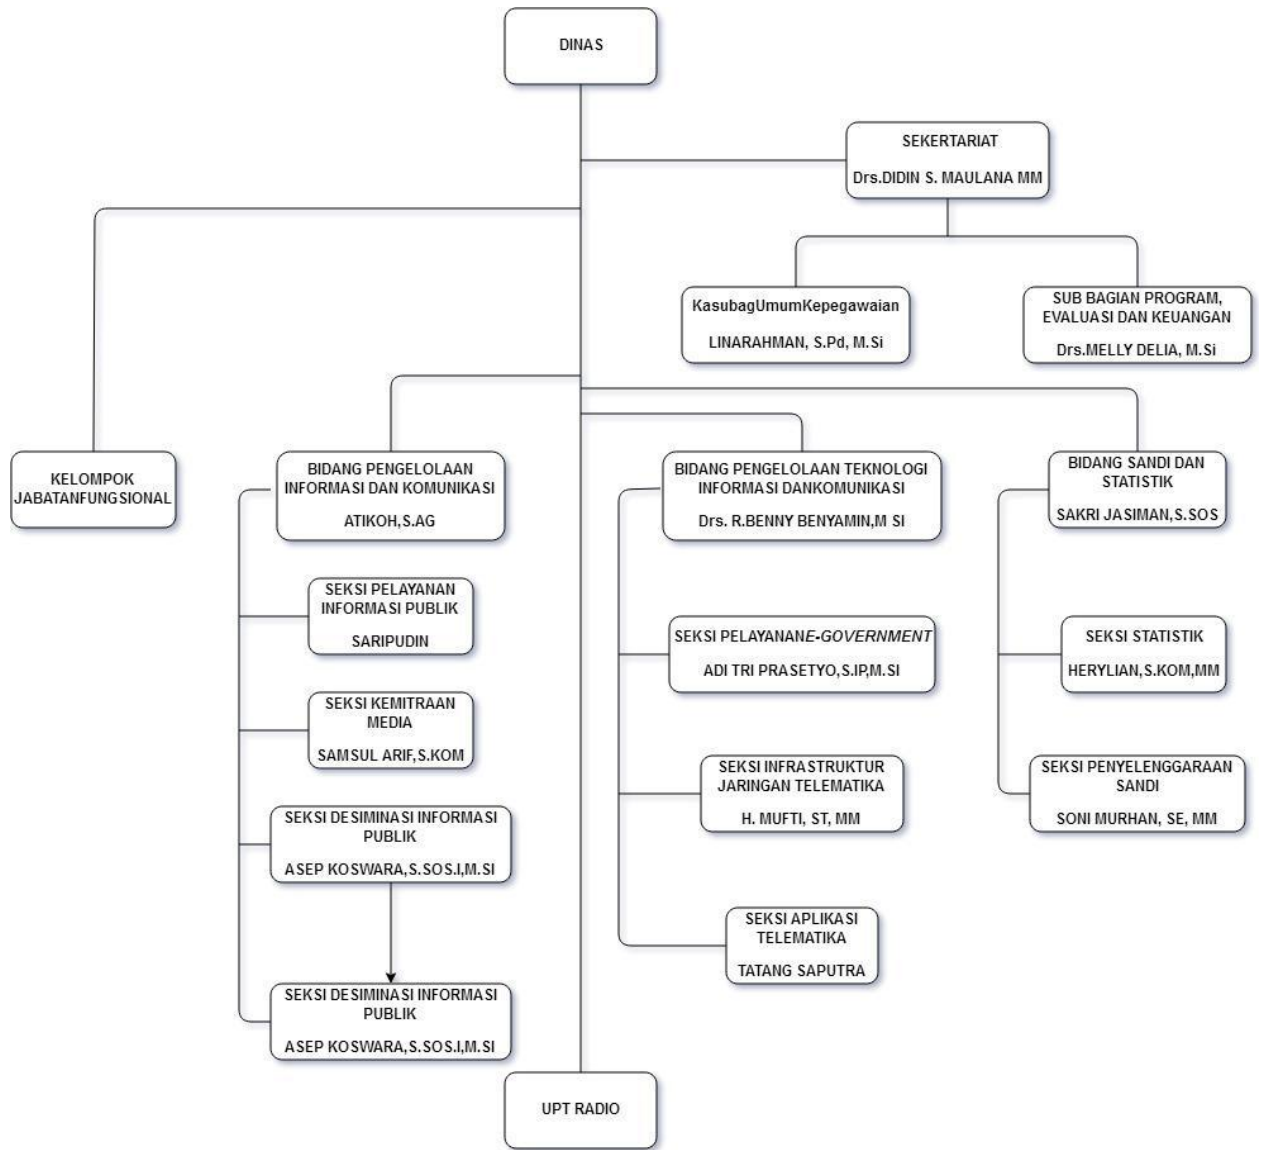 DINAS
SEKERTARIAT
Drs.DIDIN S. MAULANA MM
KasubagUmumKepegawaian
LINARAHMAN, S.Pd, M.Si
SUB BAGIAN PROGRAM,
EVALUASI DAN KEUANGAN
Drs.MELLY DELIA, M.Si
KELOMPOK
JABATANFUNGSIONAL
BIDANG PENGELOLAAN
INFORMASI DAN KOMUNIKASI
ATIKOH,S.AG
SEKSI PELAYANAN
INFORMASI PUBLIK
SARIPUDIN
SEKSI KEMITRAAN
MEDIA
SAMSUL ARIF,S.KOM
SEKSI DESIMINASI INFORMASI
PUBLIK
ASEP KOSWARA,S.SOS.I,M.SI
SEKSI DESIMINASI INFORMASI
PUBLIK
ASEP KOSWARA,S.SOS.I,M.SI
BIDANG PENGELOLAAN TEKNOLOGI
INFORMASI DANKOMUNIKASI
Drs. R.BENNY BENYAMIN,M SI
SEKSI PELAYANANE-GOVERNMENT
ADI TRI PRASETYO,S.IP,M.SI
SEKSI INFRASTRUKTUR
JARINGAN TELEMATIKA
H. MUFTI, ST, MM
SEKSI APLIKASI
TELEMATIKA
TATANG SAPUTRA
BIDANG SANDI DAN
STATISTIK
SAKRI JASIMAN,S.SOS
SEKSI STATISTIK
HERYLIAN,S.KOM,MM
SEKSI PENYELENGGARAAN
SANDI
SONI MURHAN, SE, MM
UPT RADIO